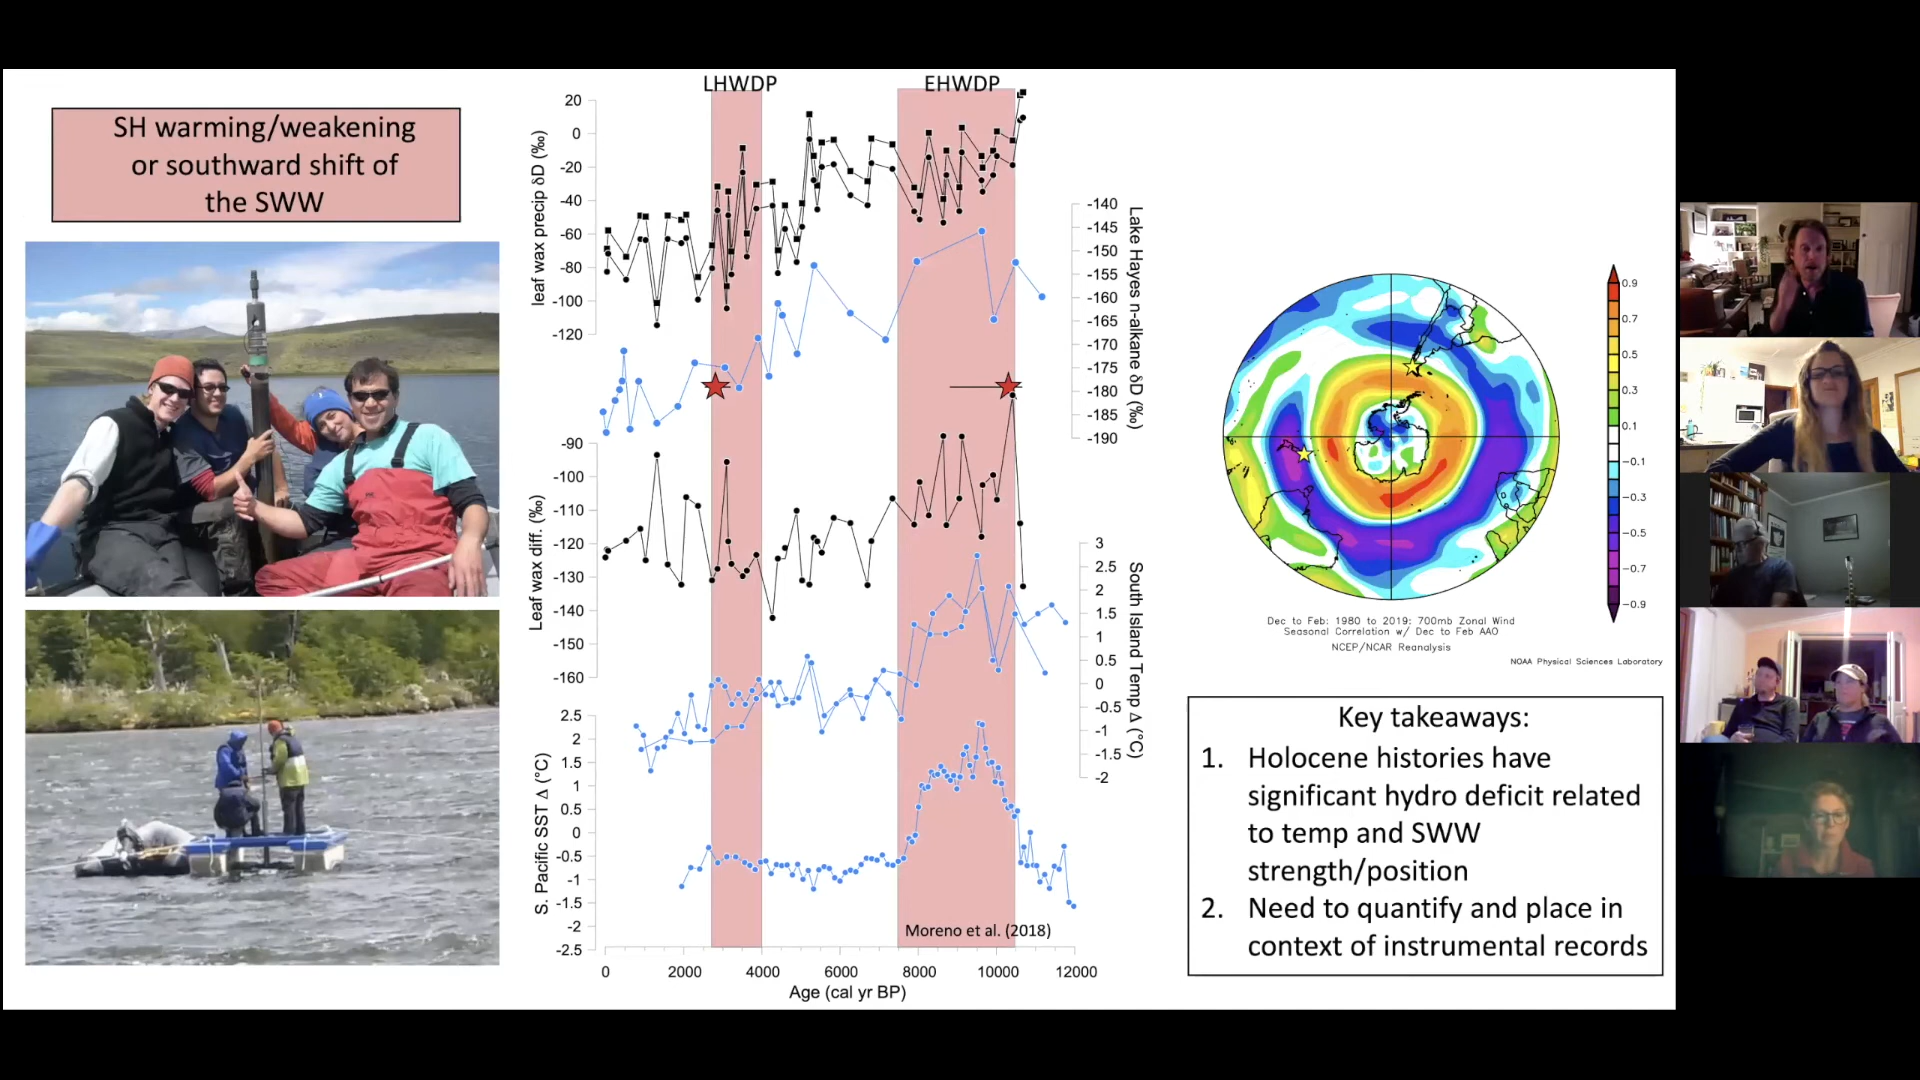 SH warming/weakening
or southward shift of
the SWW
LHWDP
EHWDP
leaf wax precip δD (‰)
20
0
-20
-40
-60
-80
-100
-120
Lake Hayes n-alkane δD (‰)
-140
-145
-150
-155
-160
-165
-170
-175
-180
-185
-190
Leaf wax diff. (‰)
-90
-100
-110
-120
-130
-140
-150
-160
South Island Temp Δ (°C)
3
2.5
2
1.5
1
0.5
0
-0.5
-1
-1.5
-2
S. Pacific SST Δ (°C)
2.5
2
1.5
1
0.5
0
-0.5
-1
-1.5
-2
-2.5
Moreno et al. (2018)
0
2000
4000
6000
8000
10000
12000
Age (cal yr BP)
0.9
0.7
0.5
0.3
0.1
-0.1
-0.3
-0.5
-0.7
-0.9
Dec to Feb: 1980 to 2019: 700mb Zonal Wind
Seasonal Correlation w/ Dec to Feb AAO
NCEP/NCAR Reanalysis
NOAA Physical Sciences Laboratory
Key takeaways:
1. Holocene histories have
significant hydro deficit related
to temp and SWW
strength/position
2. Need to quantify and place in
context of instrumental records